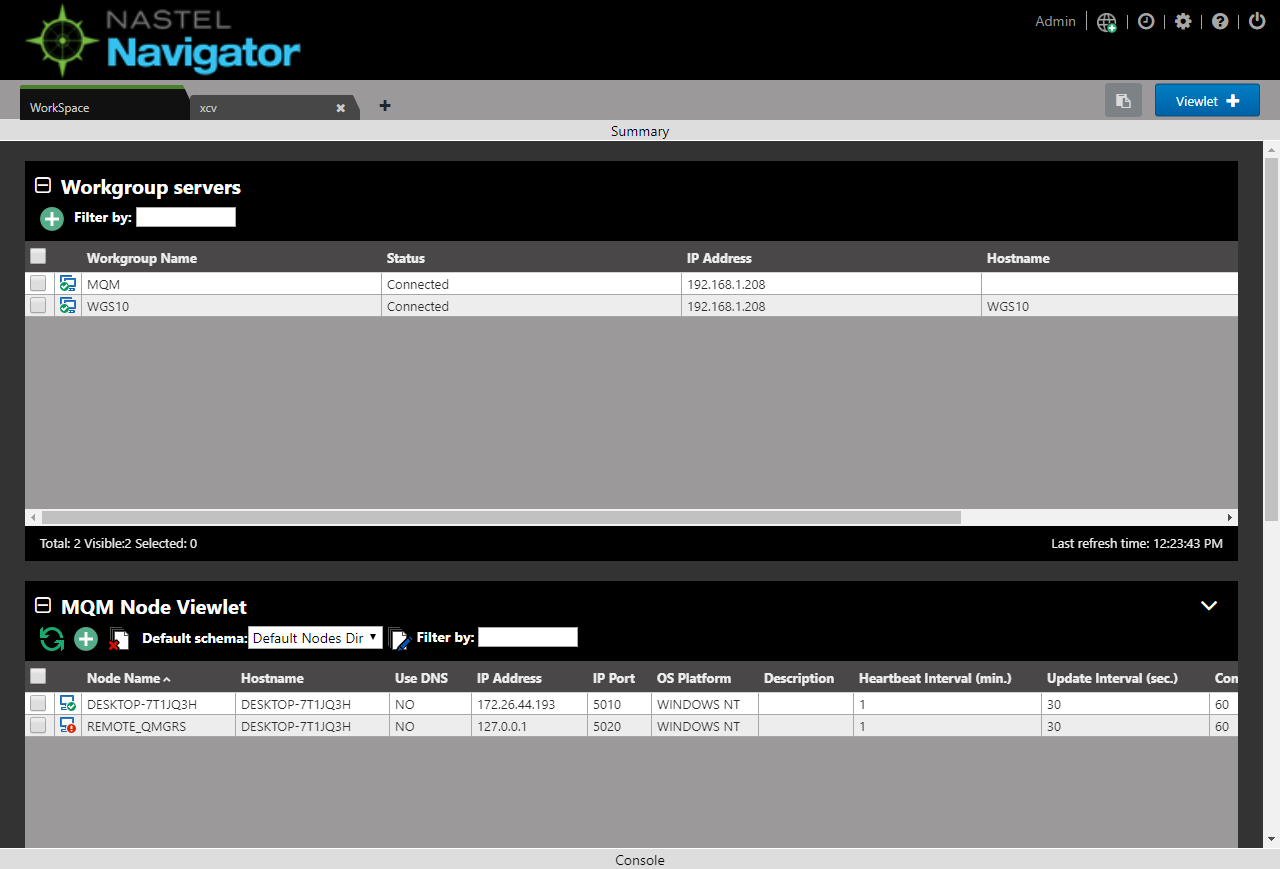 NASTEL
Navigator
Admin
WorkSpace
xcv
Viewlet
Summary
Workgroup servers
Filter by:
Workgroup Name Status IP Address Hostname
MQM Connected 192.168.1.208
WGS10 Connected 192.168.1.208 WGS10
Total: 2 Visible:2 Selected: 0 Last refresh time: 12:23:43 PM
MQM Node Viewlet
Default schema: Default Nodes Dir Filter by:
Node Name Hostname Use DNS IP Address IP Port OS Platform Description Heartbeat Interval (min.) Update Interval (sec.) Con
DESKTOP-7T1JQ3H DESKTOP-7T1JQ3H NO 172.26.44.193 5010 WINDOWS NT 1 30 60
REMOTE_QMGRS DESKTOP-7T1JQ3H NO 127.0.0.1 5020 WINDOWS NT 1 30 60
Console